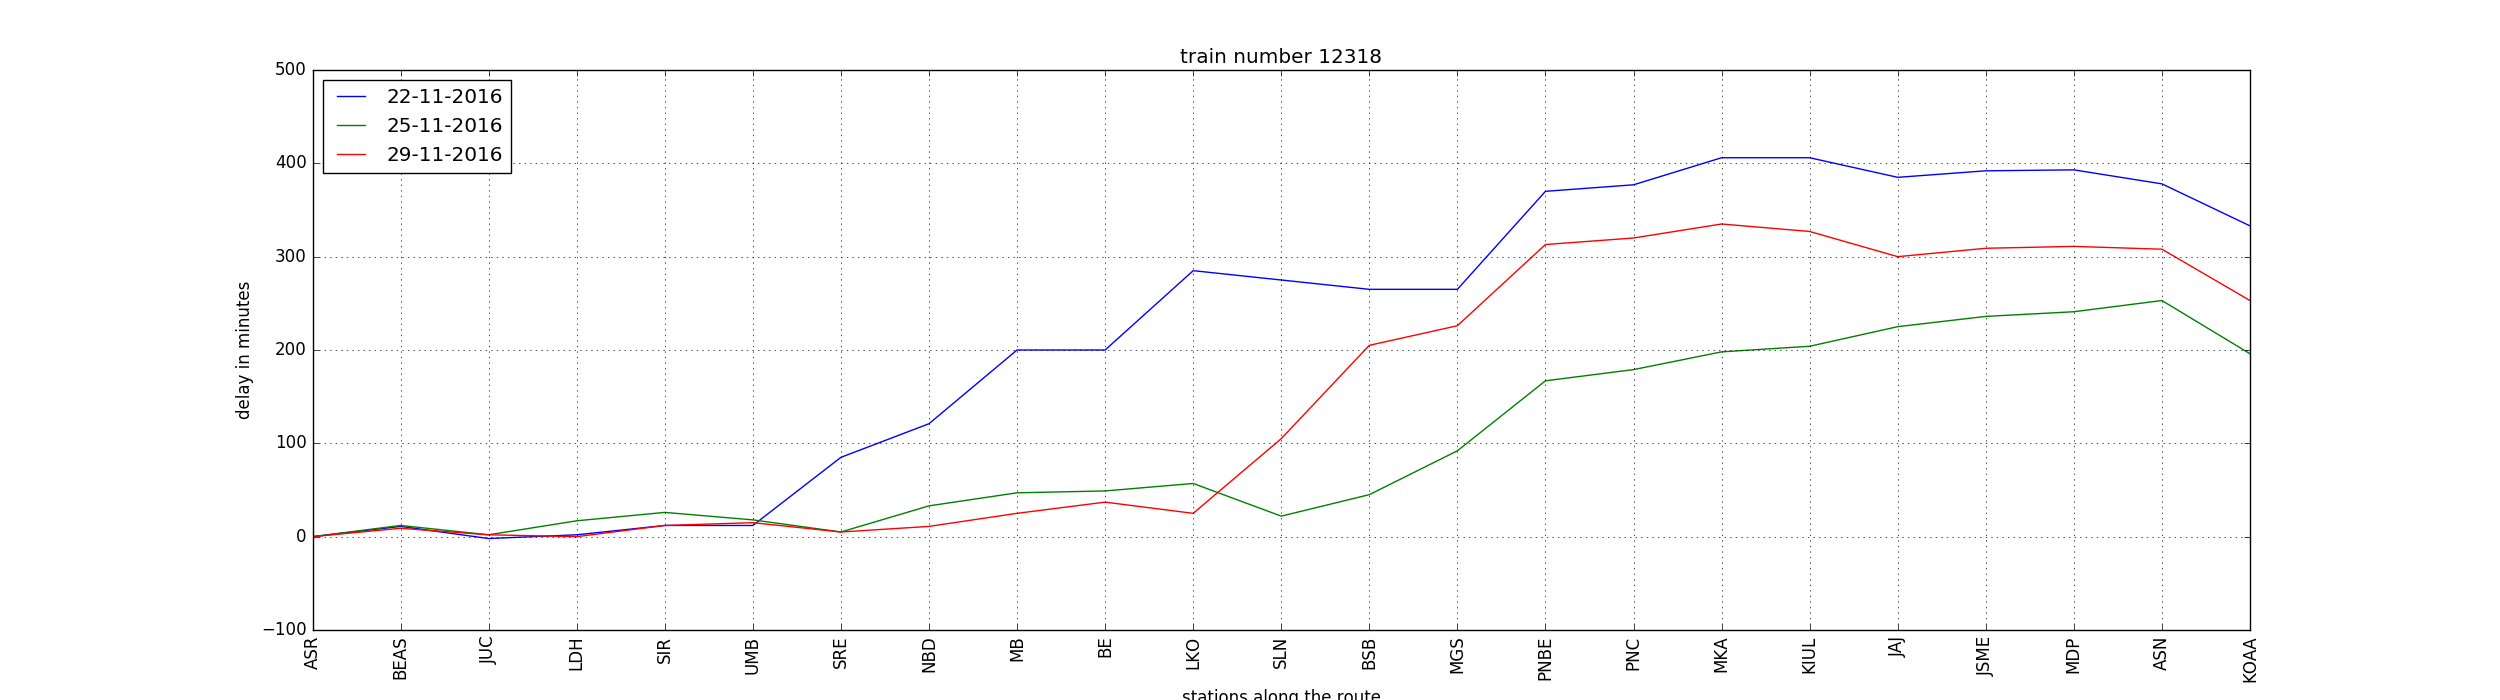 train number 12318
500
400
300
200
100
0
−100
22-11-2016
25-11-2016
29-11-2016
delay in minutes
ASR
BEAS
JUC
LDH
SIR
UMB
SRE
NBD
MB
BE
LKO
SLN
BSB
MGS
PNBE
PNC
MKA
KIUL
JAJ
JSME
MDP
ASN
KOAA
stations along the route